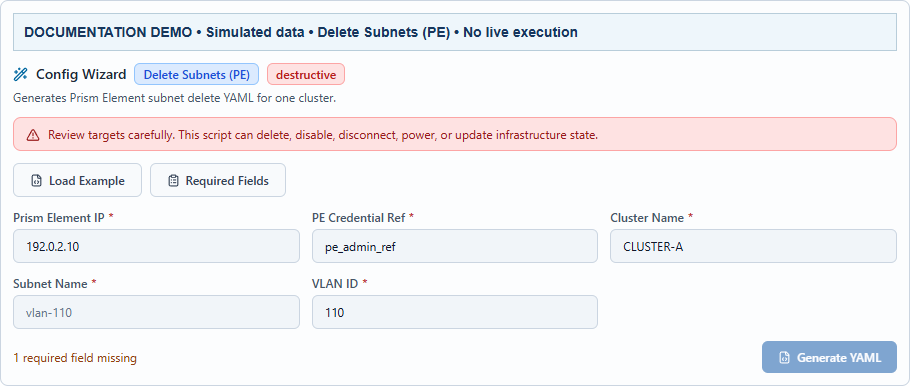 DOCUMENTATION DEMO • Simulated data • Delete Subnets (PE) • No live execution
Config Wizard Delete Subnets (PE) destructive
Generates Prism Element subnet delete YAML for one cluster.
Review targets carefully. This script can delete, disable, disconnect, power, or update infrastructure state.
Load Example Required Fields
Prism Element IP * PE Credential Ref * Cluster Name *
192.0.2.10 pe_admin_ref CLUSTER-A
Subnet Name * VLAN ID *
vlan-110 110
1 required field missing Generate YAML